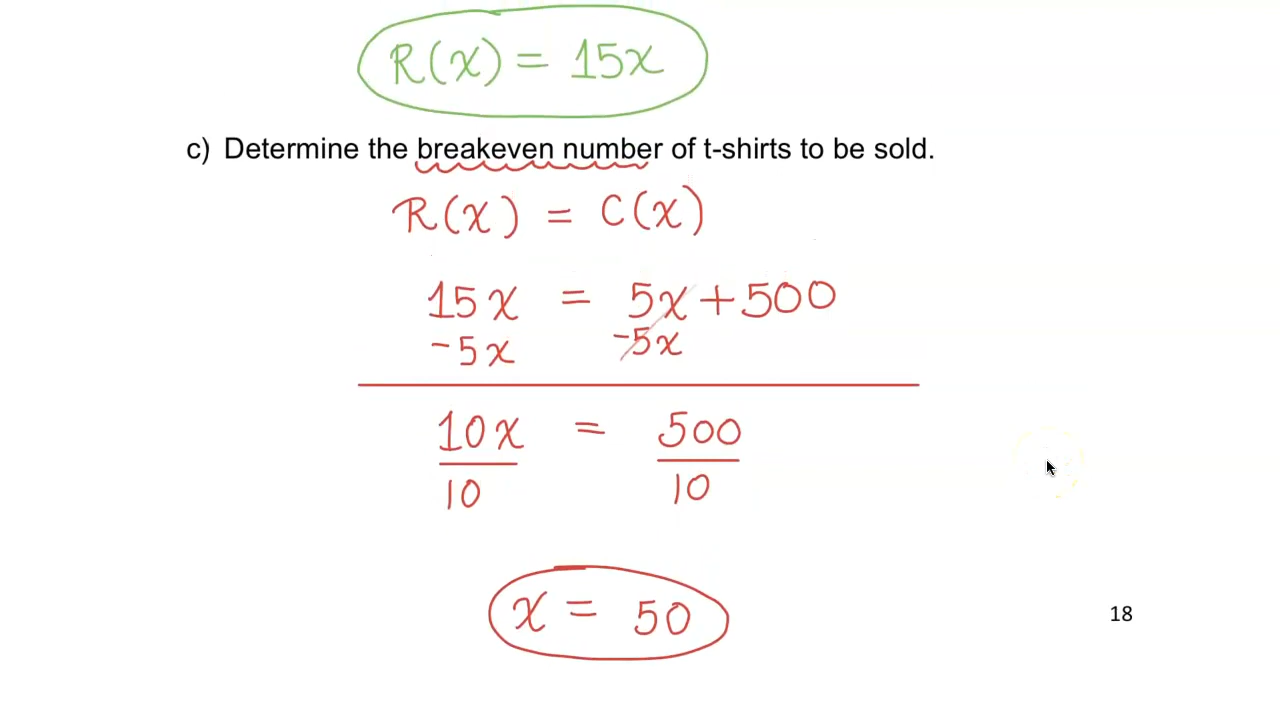 R(x) = 15x
c) Determine the breakeven number of t-shirts to be sold.
R(x) = C(x)
15x = 5x + 500
-5x -5x
10x = 500
10 10
x = 50
18